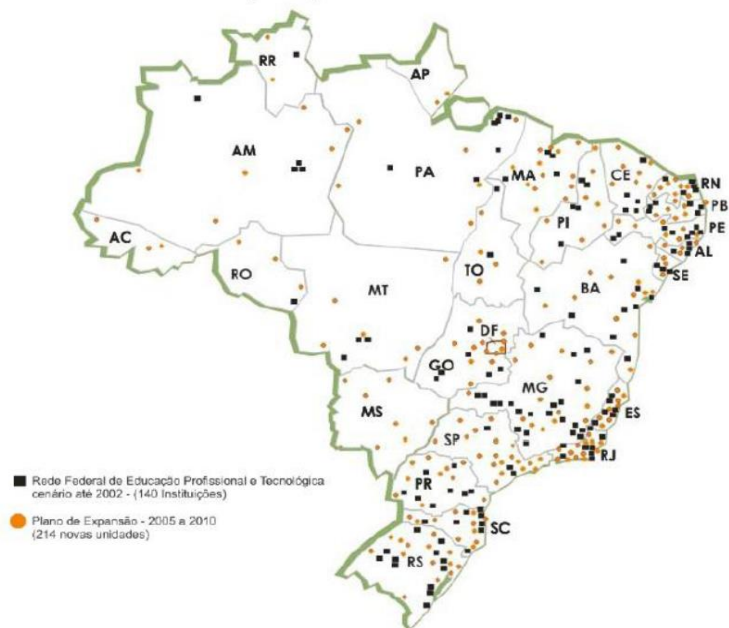 RR
AP
AM
PA
MA
CE
RN
PB
PE
AL
SE
PI
AC
RO
TO
MT
BA
DF
GO
MG
MS
ES
SP
RJ
PR
SC
RS
Rede Federal de Educação Profissional e Tecnológica
cenário até 2002 - (140 Instituições)
Plano de Expansão - 2005 a 2010
(214 novas unidades)